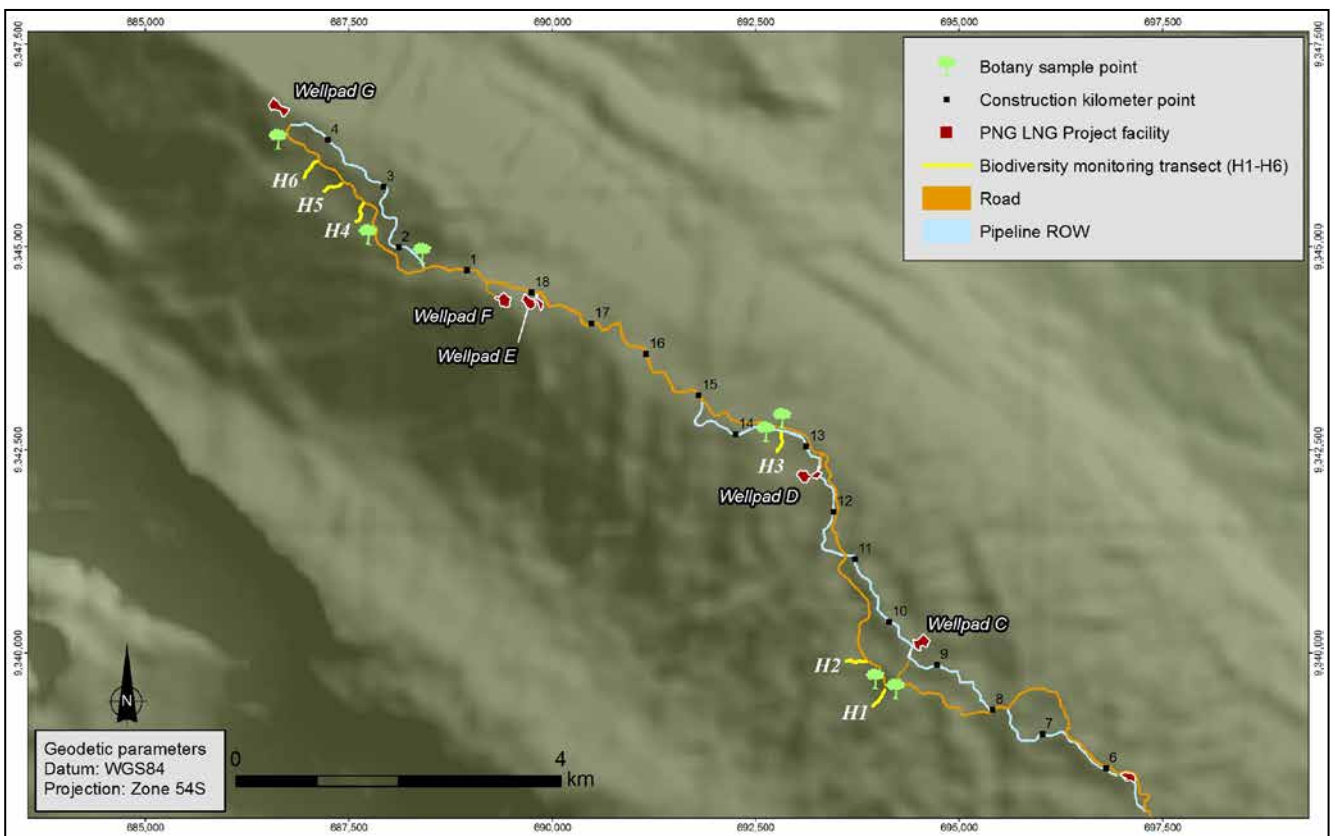 685,000
687,500
690,000
692,500
695,000
697,500
9,347,500
9,347,500
Botany sample point
Construction kilometer point
PNG LNG Project facility
Biodiversity monitoring transect (H1-H6)
Road
Pipeline ROW
Wellpad G
4
H6
3
H5
H4
2
9,345,000
9,345,000
1
18
Wellpad F
17
Wellpad E
16
15
14
13
9,342,500
9,342,500
H3
Wellpad D
12
11
10
Wellpad C
9
9,340,000
9,340,000
H2
H1
8
7
6
N
Geodetic parameters
Datum: WGS84
Projection: Zone 54S
0
4
km
685,000
687,500
690,000
692,500
695,000
697,500